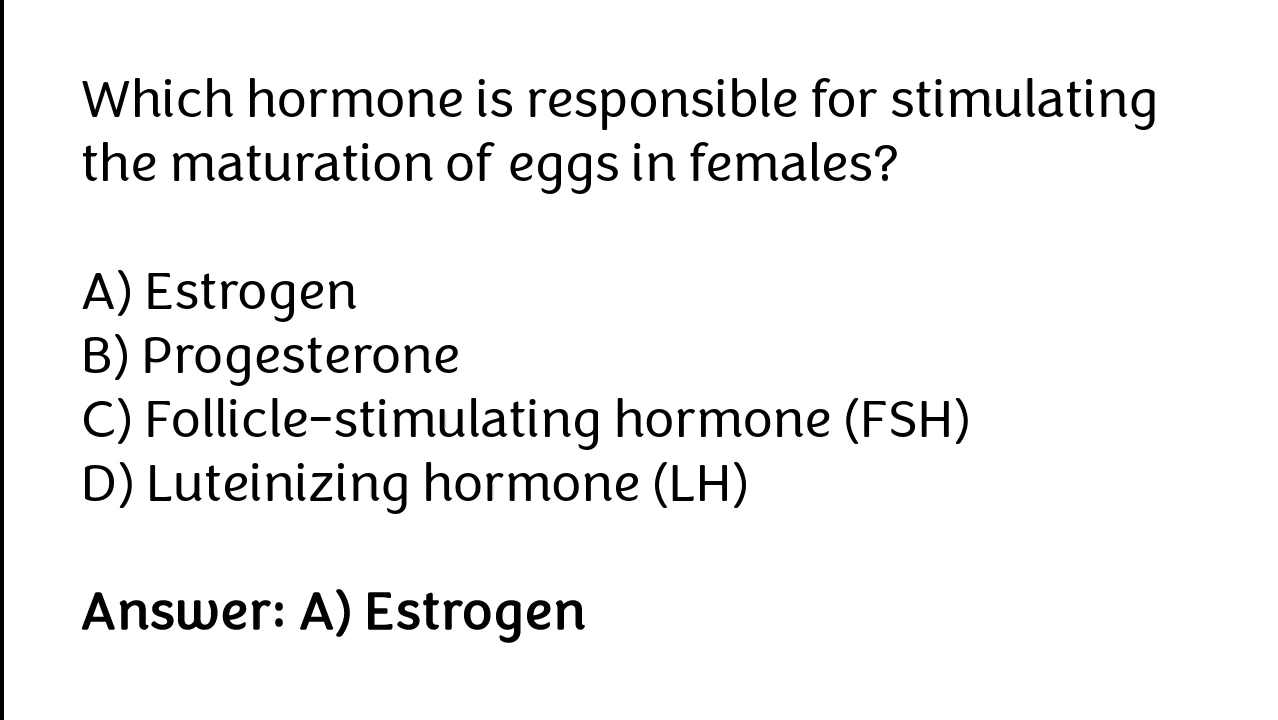 Which hormone is responsible for stimulating
the maturation of eggs in females?
A) Estrogen
B) Progesterone
C) Follicle-stimulating hormone (FSH)
D) Luteinizing hormone (LH)
Answer: A) Estrogen